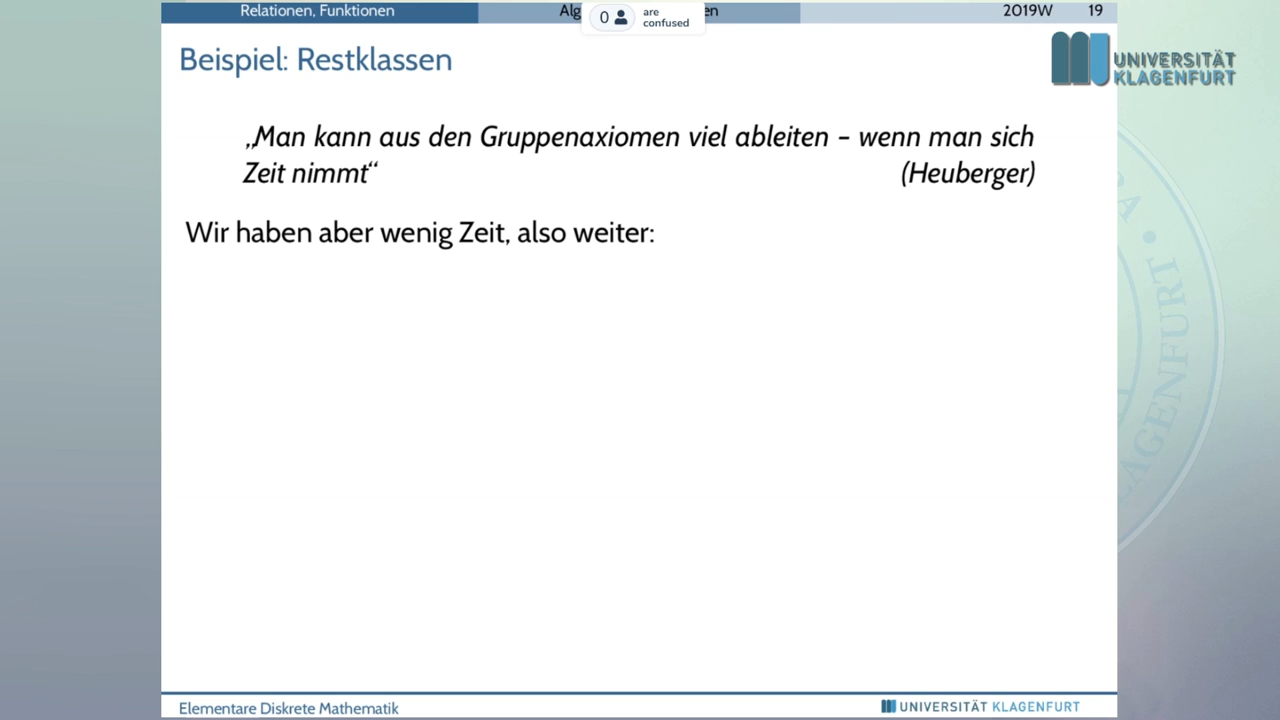 Relationen, Funktionen
2019W 19
0 are
confused
Beispiel: Restklassen
UNIVERSITÄT
KLAGENFURT
„Man kann aus den Gruppenaxiomen viel ableiten – wenn man sich
Zeit nimmt“ (Heuberger)
Wir haben aber wenig Zeit, also weiter:
Elementare Diskrete Mathematik
UNIVERSITÄT KLAGENFURT